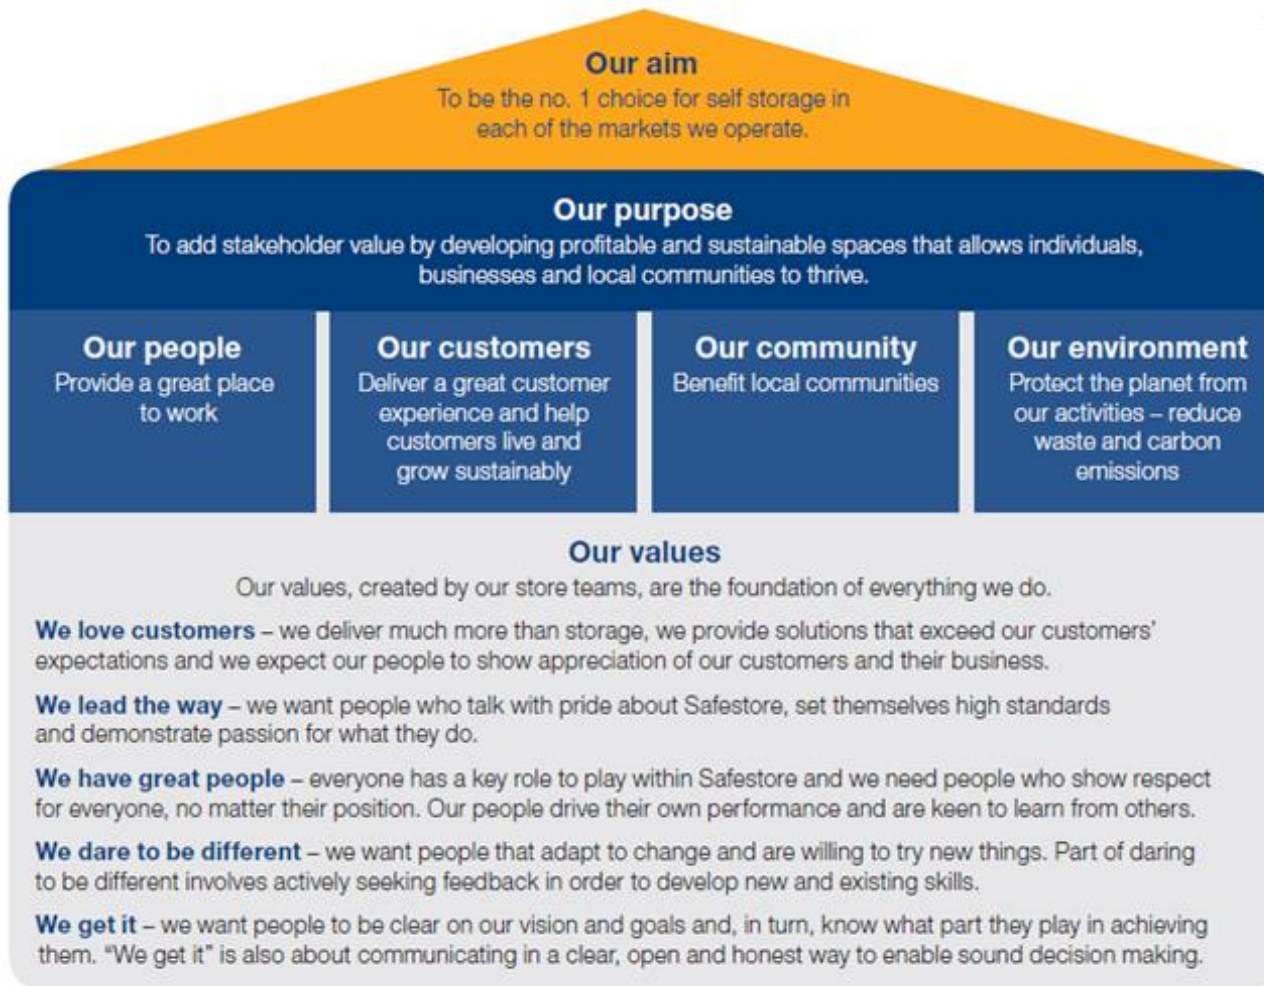 Our aim
To be the no. 1 choice for self storage in
each of the markets we operate.
Our purpose
To add stakeholder value by developing profitable and sustainable spaces that allows individuals,
businesses and local communities to thrive.
Our people
Provide a great place
to work
Our customers
Deliver a great customer
experience and help
customers live and
grow sustainably
Our community
Benefit local communities
Our environment
Protect the planet from
our activities – reduce
waste and carbon
emissions
Our values
Our values, created by our store teams, are the foundation of everything we do.
We love customers – we deliver much more than storage, we provide solutions that exceed our customers’
expectations and we expect our people to show appreciation of our customers and their business.
We lead the way – we want people who talk with pride about Safestore, set themselves high standards
and demonstrate passion for what they do.
We have great people – everyone has a key role to play within Safestore and we need people who show respect
for everyone, no matter their position. Our people drive their own performance and are keen to learn from others.
We dare to be different – we want people that adapt to change and are willing to try new things. Part of daring
to be different involves actively seeking feedback in order to develop new and existing skills.
We get it – we want people to be clear on our vision and goals and, in turn, know what part they play in achieving
them. “We get it” is also about communicating in a clear, open and honest way to enable sound decision making.